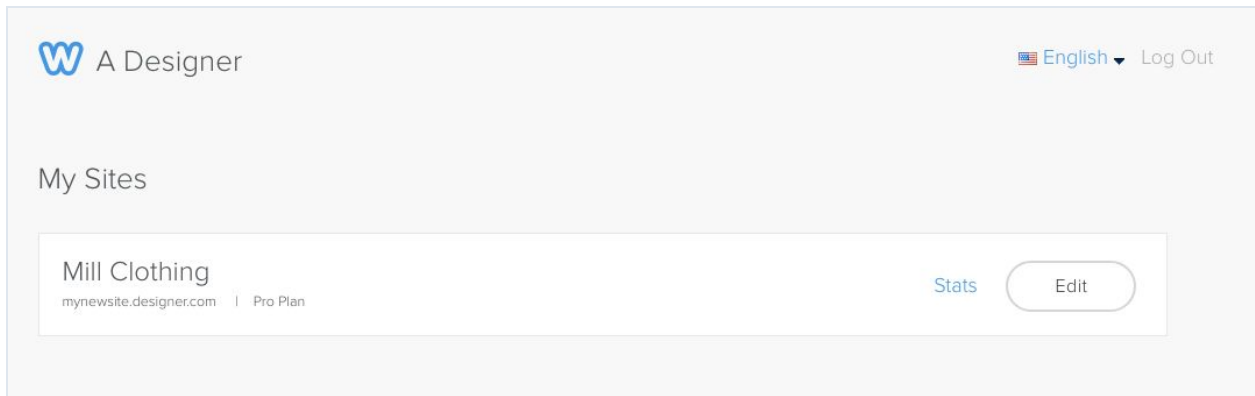 W A Designer
English Log Out
My Sites
Mill Clothing
mynewsite.designer.com | Pro Plan
Stats Edit